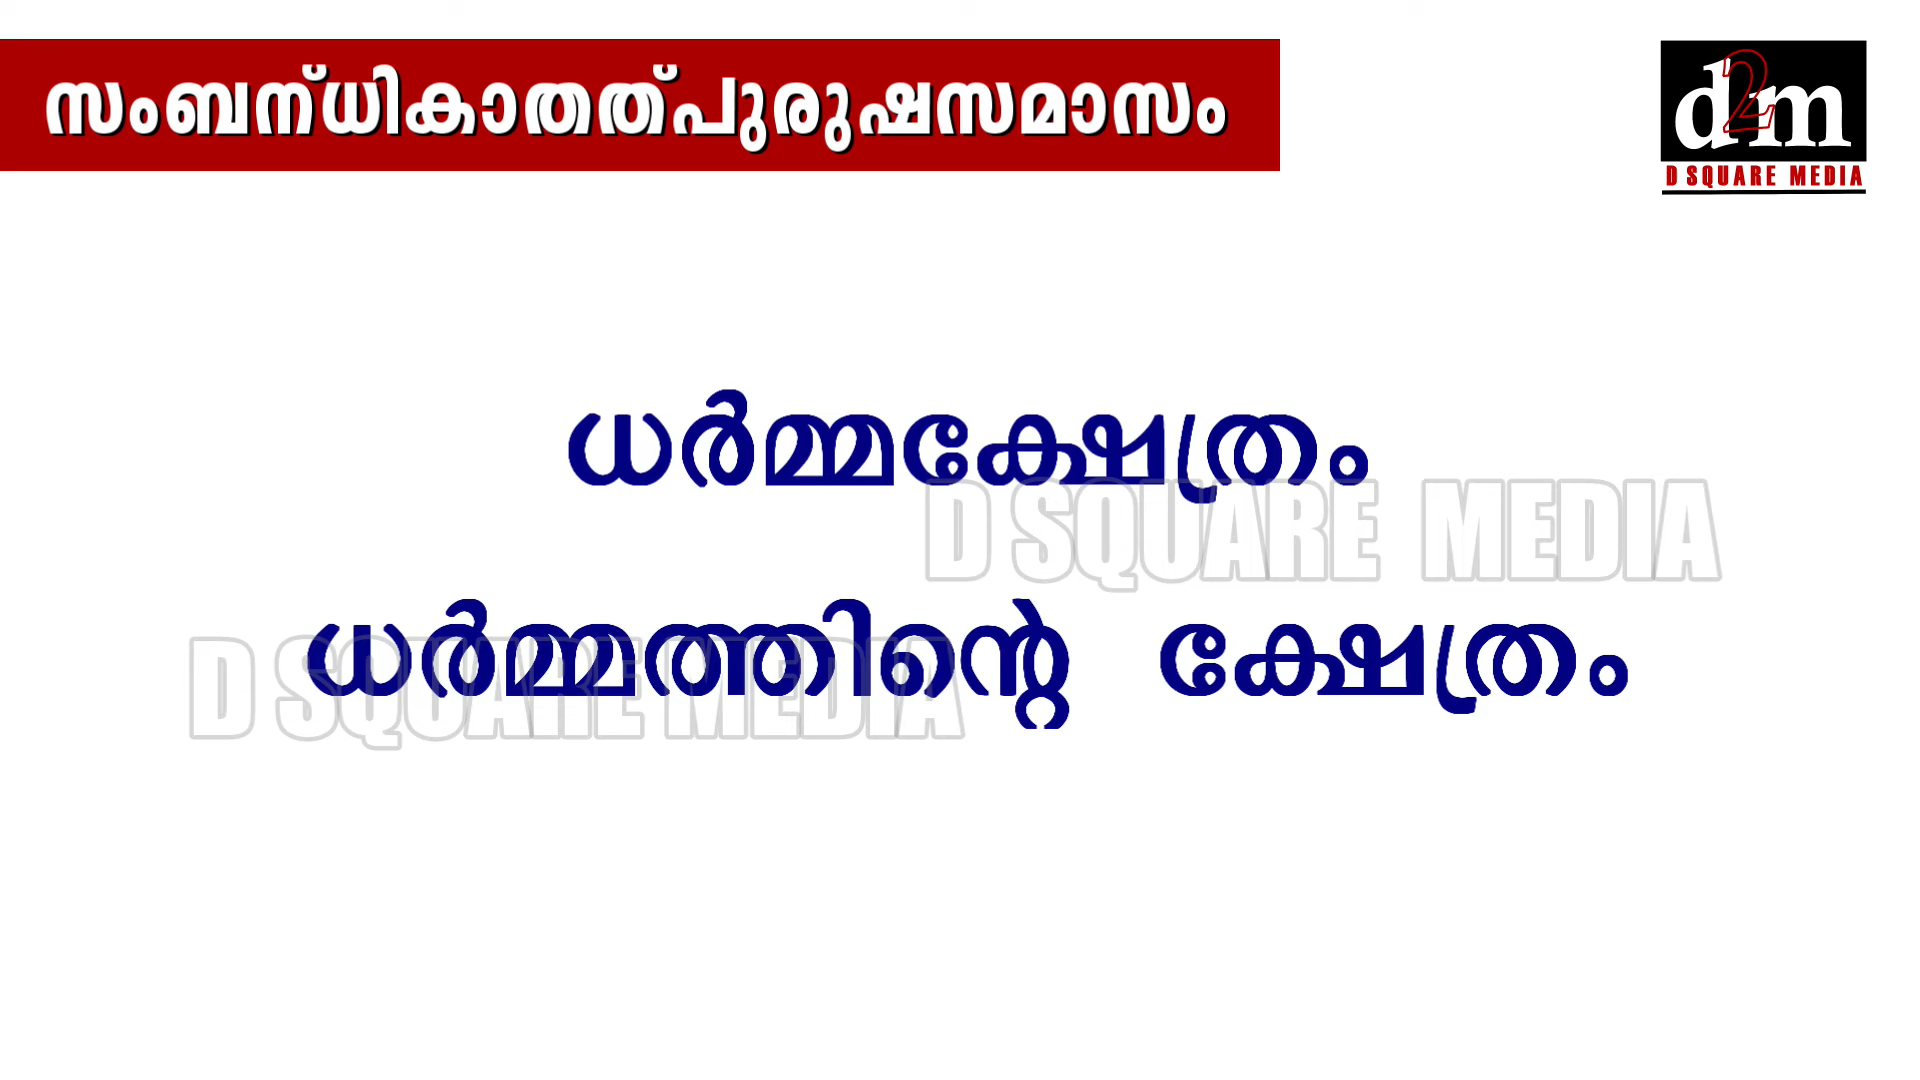 സംബന്ധികാതത്പുരുഷസമാസം
d2m
D SQUARE MEDIA
ധർമ്മക്ഷേത്രം
D SQUARE MEDIA
ധർമ്മത്തിന്റെ ക്ഷേത്രം
D SQUARE MEDIA